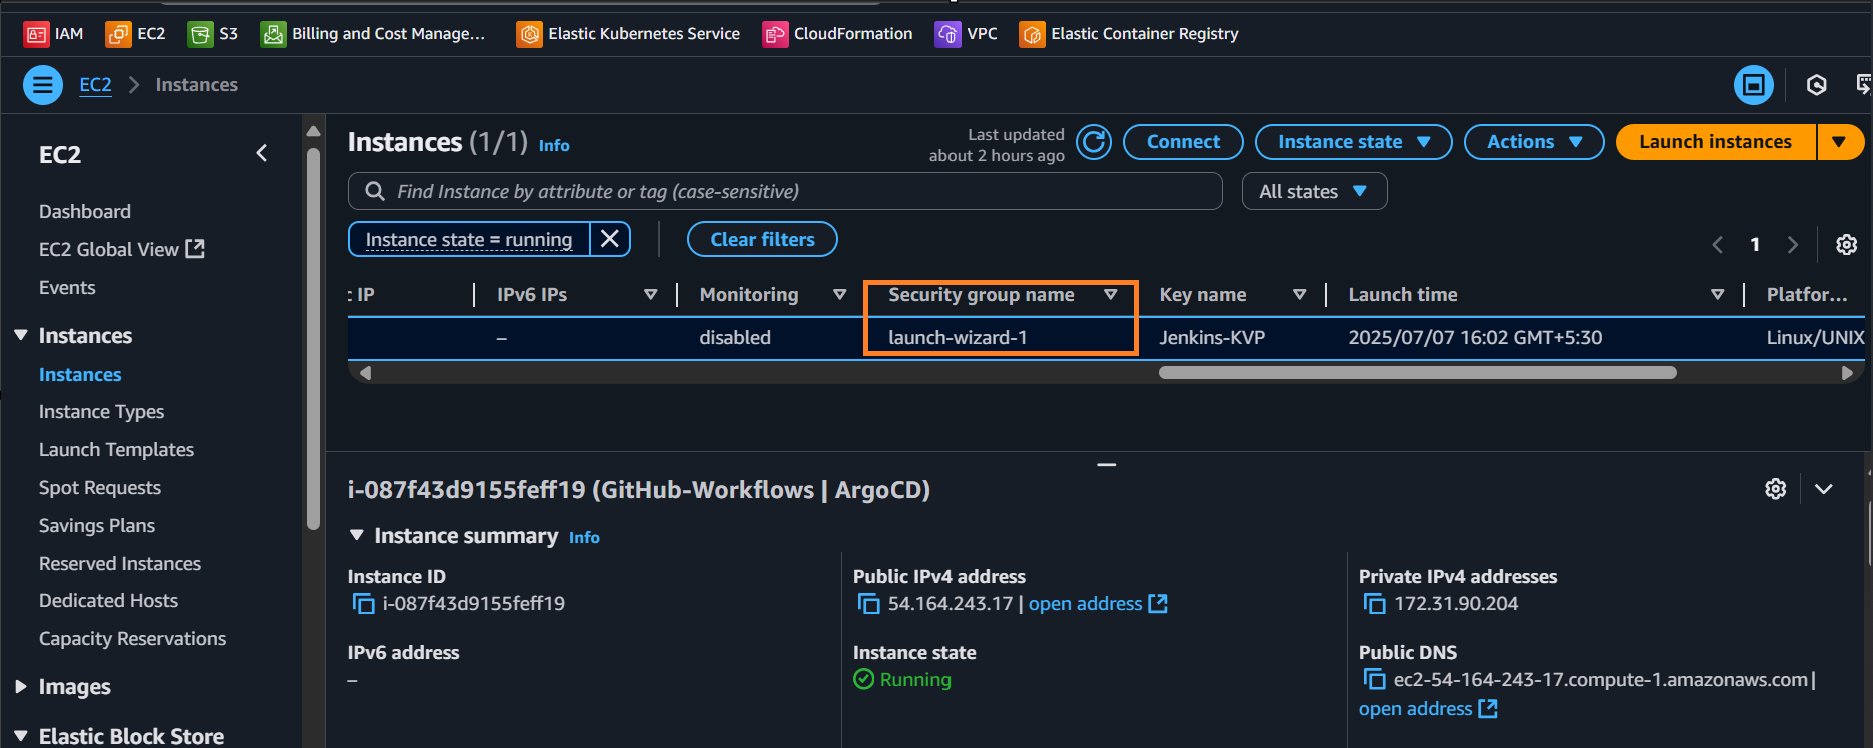 IAM EC2 S3 Billing and Cost Manage... Elastic Kubernetes Service CloudFormation VPC Elastic Container Registry
EC2 Instances
EC2
Dashboard
EC2 Global View
Events
Instances
Instances
Instance Types
Launch Templates
Spot Requests
Savings Plans
Reserved Instances
Dedicated Hosts
Capacity Reservations
Images
Elastic Block Store
Instances (1/1) Info
Last updated
about 2 hours ago
Connect Instance state Actions Launch instances
Find Instance by attribute or tag (case-sensitive)
All states
Instance state = running
Clear filters
1
c IP IPv6 IPs Monitoring Security group name Key name Launch time Platfor...
– disabled launch-wizard-1 Jenkins-KVP 2025/07/07 16:02 GMT+5:30 Linux/UNIX
i-087f43d9155feff19 (GitHub-Workflows | ArgoCD)
Instance summary Info
Instance ID
i-087f43d9155feff19
Public IPv4 address
54.164.243.17 | open address
Private IPv4 addresses
172.31.90.204
IPv6 address
–
Instance state
Running
Public DNS
ec2-54-164-243-17.compute-1.amazonaws.com |
open address